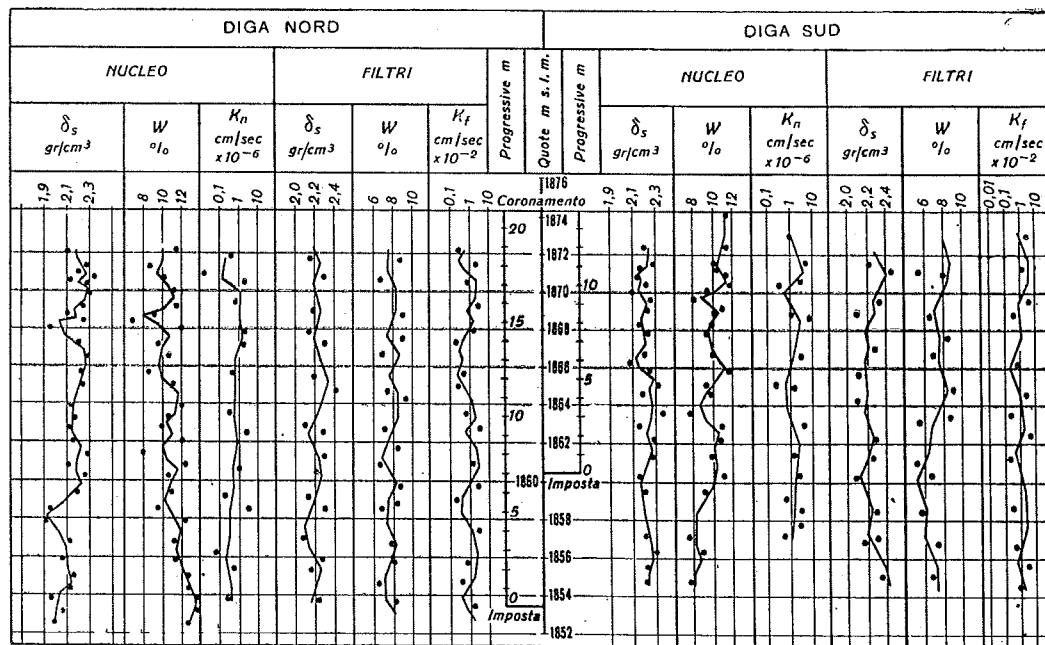 DIGA NORD DIGA SUD
NUCLEO FILTRI Progressive m Quote m s.l.m. Progressive m NUCLEO FILTRI
δs gr/cm³ W % Kn cm/sec x10⁻⁶ δs gr/cm³ W % Kf cm/sec x10⁻² δs gr/cm³ W % Kn cm/sec x10⁻⁶ δs gr/cm³ W % Kf cm/sec x10⁻²
1,9 2,1 2,3 8 10 12 0,1 1 10 2,0 2,2 2,4 6 8 10 0,1 1 10 1,9 2,1 2,3 8 10 12 0,1 1 10 2,0 2,2 2,4 6 8 10 0,01 0,1 1 10
1876
Coronamento
20 1874
1872
1870 10
15 1868
1866
5
1864
10
1862
1860 0
Imposta
5
1858
1856
0 1854
Imposta
1852